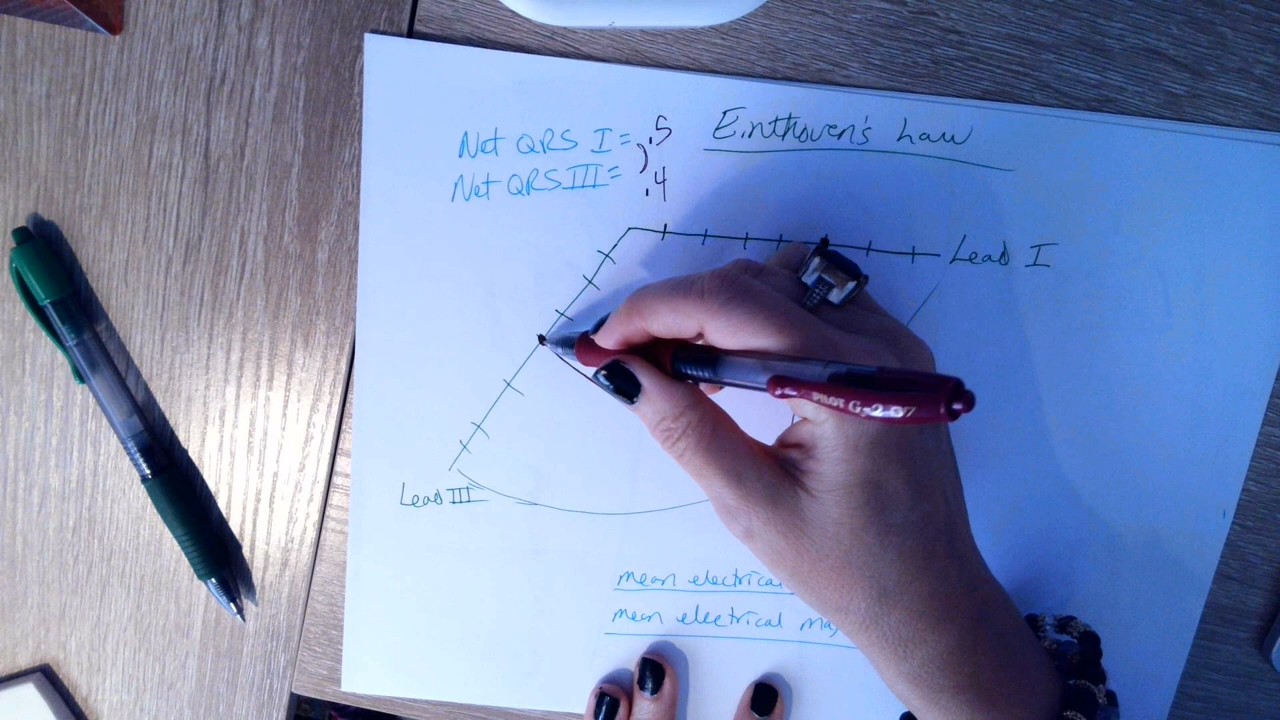 Einthoven's Law
Net QRS I = .5
Net QRS III = .4
Lead I
PILOT G-2 07
Lead III
mean electrical
mean electrical